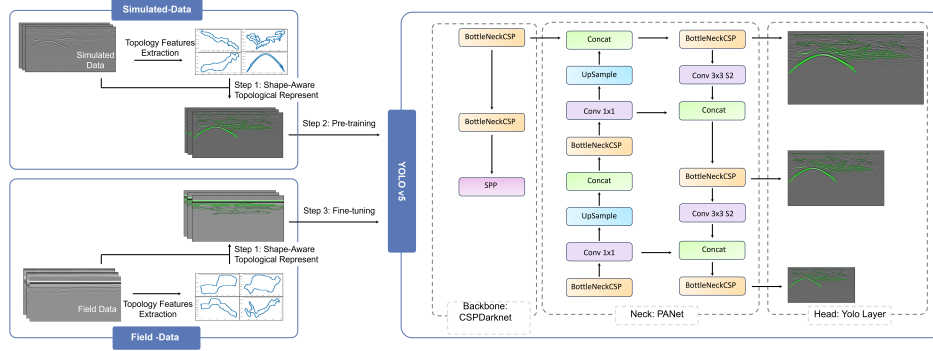 Simulated-Data
Simulated
Data
Topology Features
Extraction
Step 1: Shape-Aware
Topological Represent
Step 2: Pre-training
Step 3: Fine-tuning
Step 1: Shape-Aware
Topological Represent
Field Data
Topology Features
Extraction
Field -Data
YOLO v5
BottleNeckCSP
BottleNeckCSP
SPP
Backbone:
CSPDarknet
Concat
UpSample
Conv 1x1
BottleNeckCSP
Concat
UpSample
Conv 1x1
BottleNeckCSP
BottleNeckCSP
Conv 3x3 S2
Concat
BottleNeckCSP
Conv 3x3 S2
Concat
BottleNeckCSP
Neck: PANet
Head: Yolo Layer